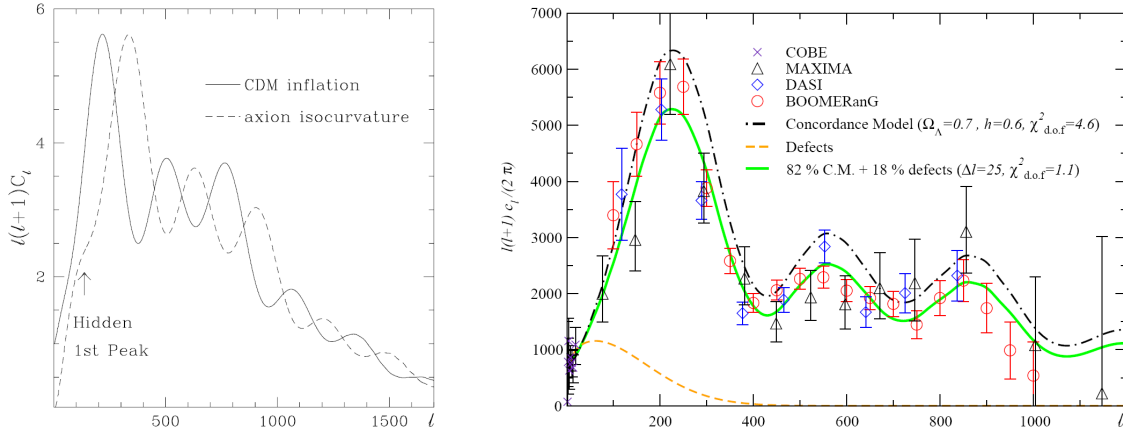 6
4
2
ℓ(ℓ+1)C_ℓ
CDM inflation
axion isocurvature
Hidden
1st Peak
500
1000
1500
ℓ
7000
6000
5000
4000
3000
2000
1000
0
l(l+1) c_l/(2 π)
COBE
MAXIMA
DASI
BOOMERanG
Concordance Model (Ω_Λ=0.7 , h=0.6, χ²_d.o.f=4.6)
Defects
82 % C.M. + 18 % defects (Δl=25, χ²_d.o.f=1.1)
200
400
600
800
1000
ℓ